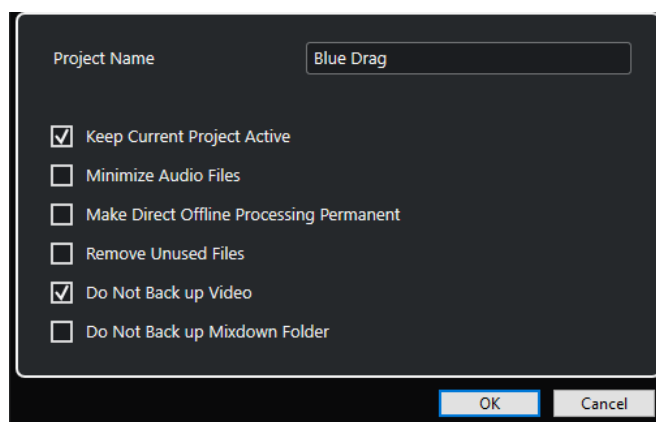 Project Name
Blue Drag
Keep Current Project Active
Minimize Audio Files
Make Direct Offline Processing Permanent
Remove Unused Files
Do Not Back up Video
Do Not Back up Mixdown Folder
OK
Cancel